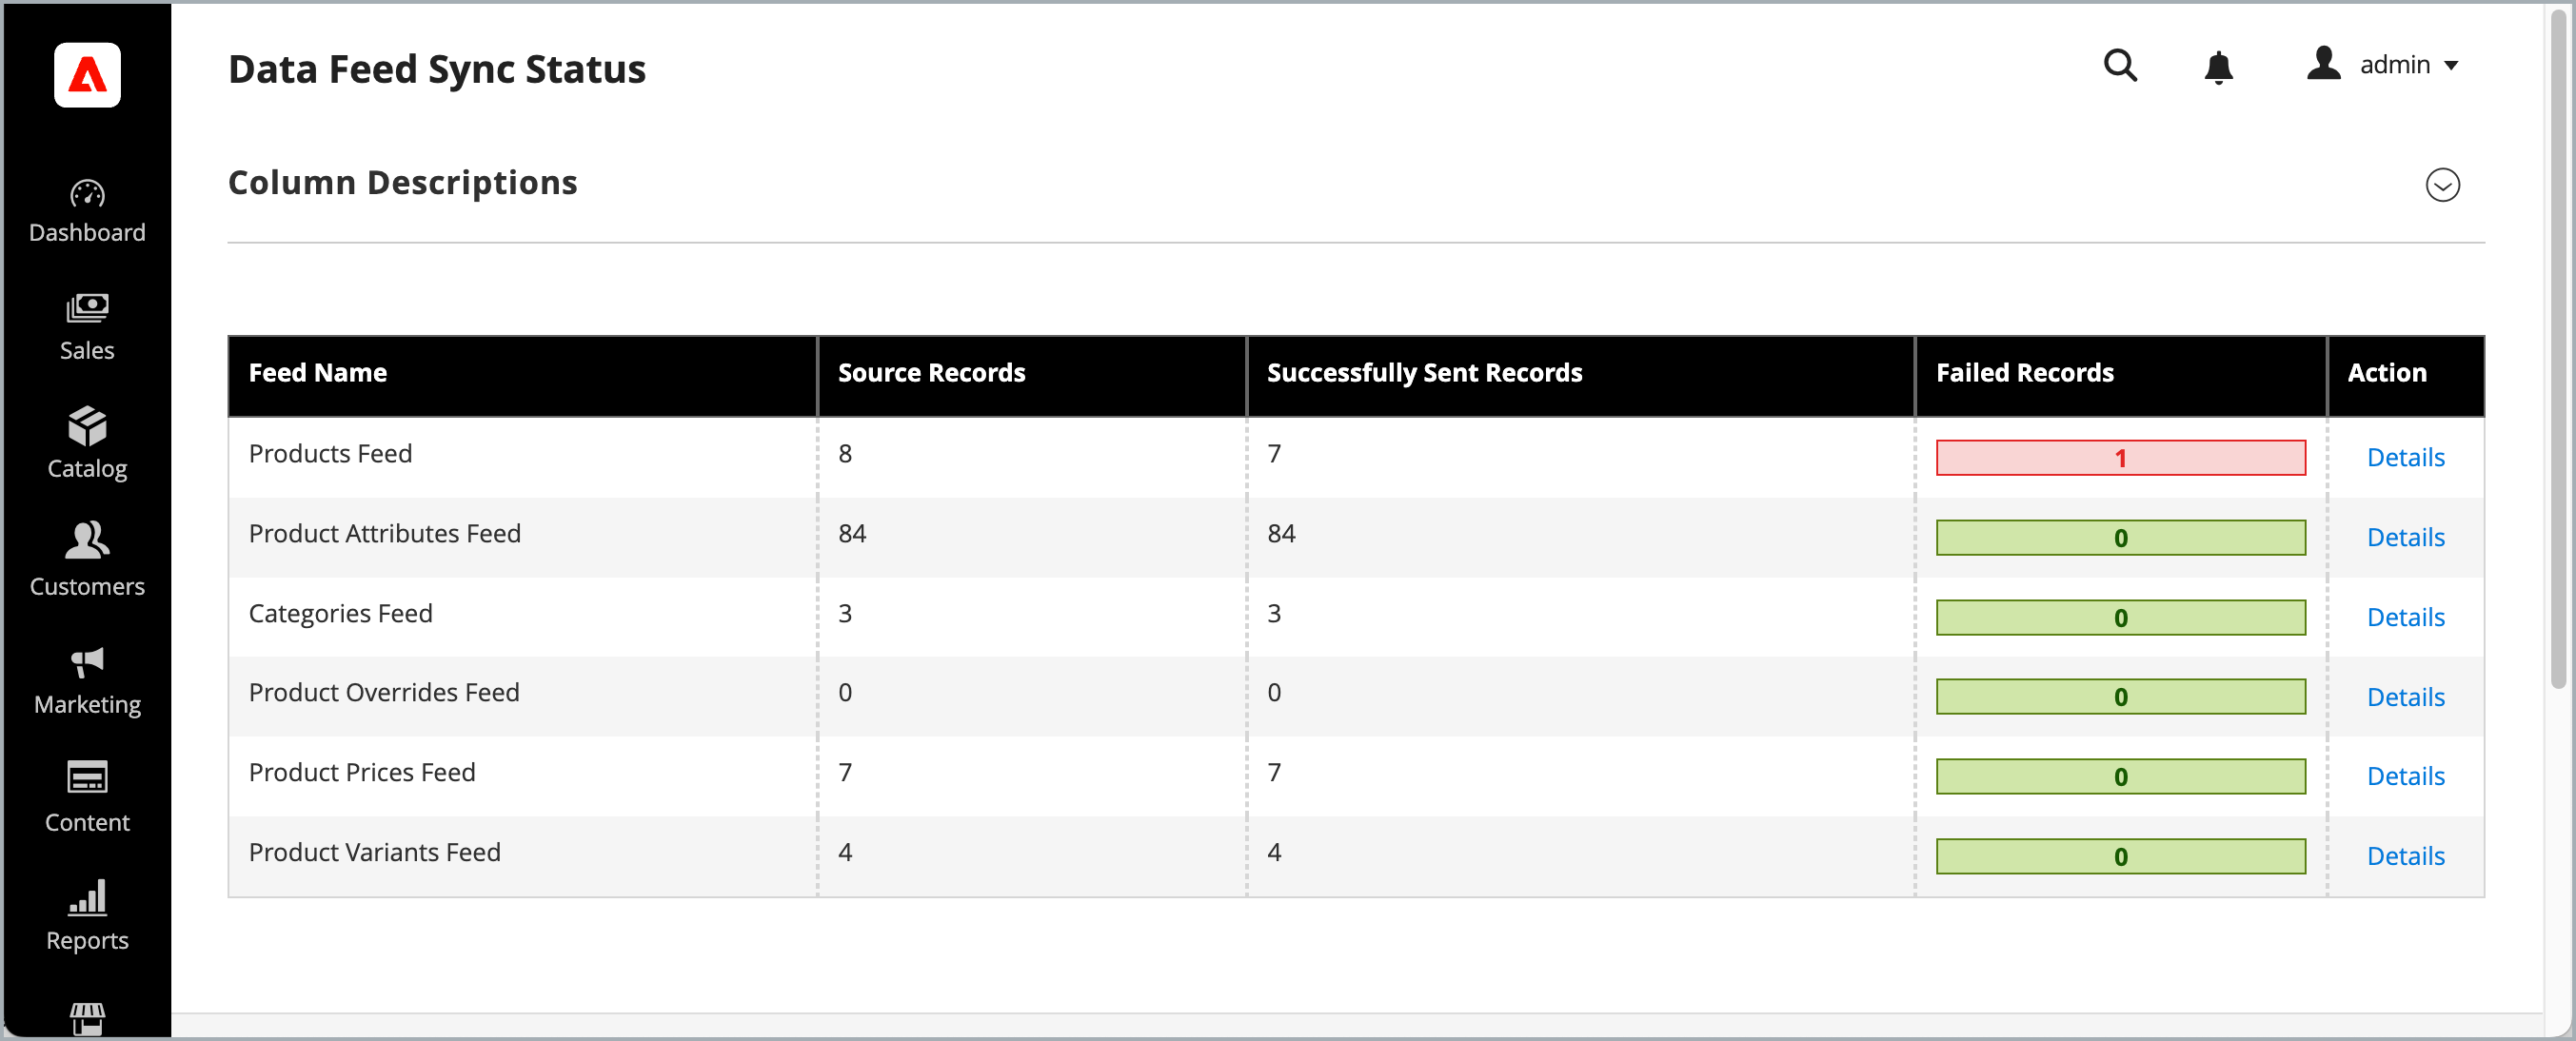 Data Feed Sync Status
admin
Column Descriptions
Dashboard
Sales
Catalog
Customers
Marketing
Content
Reports
Feed Name Source Records Successfully Sent Records Failed Records Action
Products Feed 8 7 1 Details
Product Attributes Feed 84 84 0 Details
Categories Feed 3 3 0 Details
Product Overrides Feed 0 0 0 Details
Product Prices Feed 7 7 0 Details
Product Variants Feed 4 4 0 Details